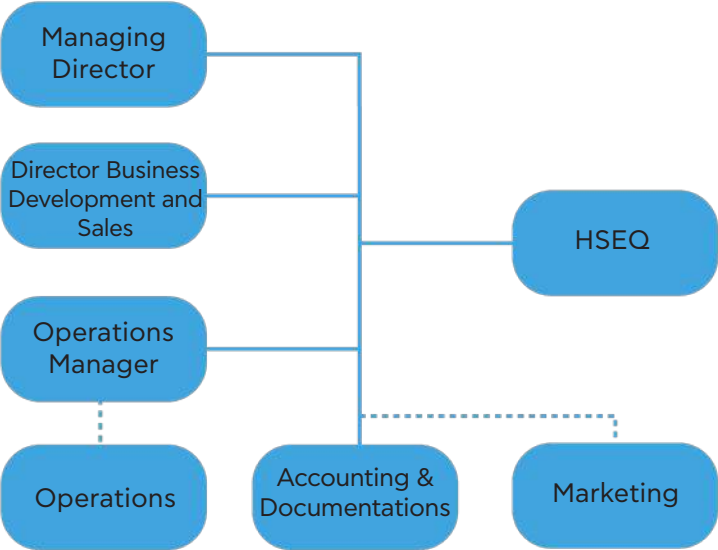 Managing
Director
Director Business
Development and
Sales
HSEQ
Operations
Manager
Operations
Accounting &
Documentations
Marketing